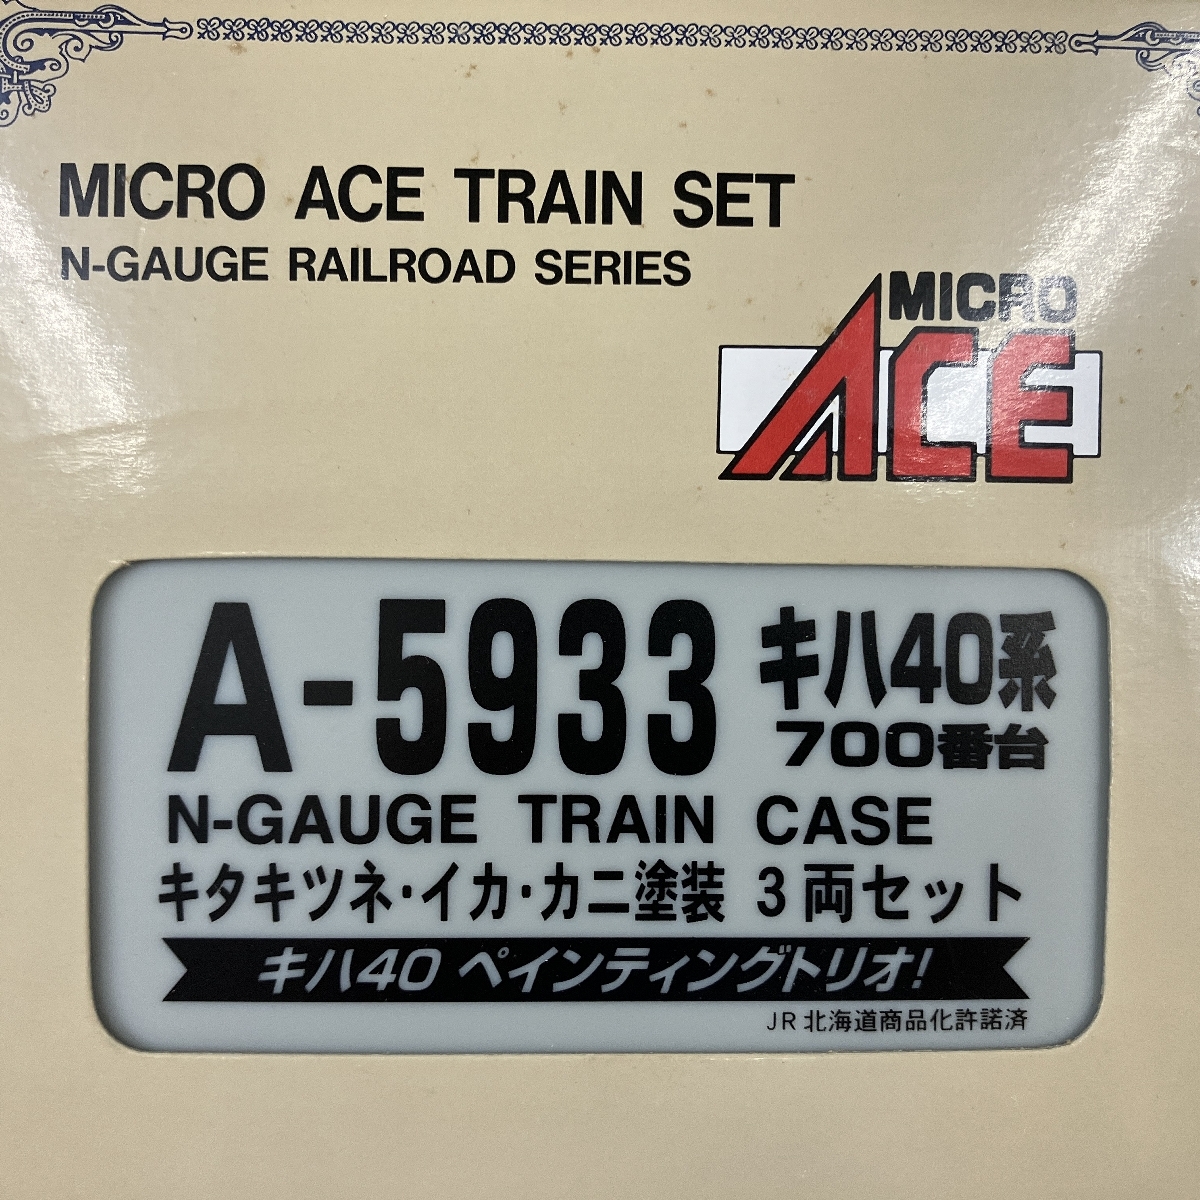 MICRO ACE TRAIN SET
N-GAUGE RAILROAD SERIES
MICRO
ACE
A-5933
キハ40系
700番台
N-GAUGE TRAIN CASE
キタキツネ・イカ・カニ塗装 3両セット
キハ40 ペインティングトリオ!
JR北海道商品化許諾済